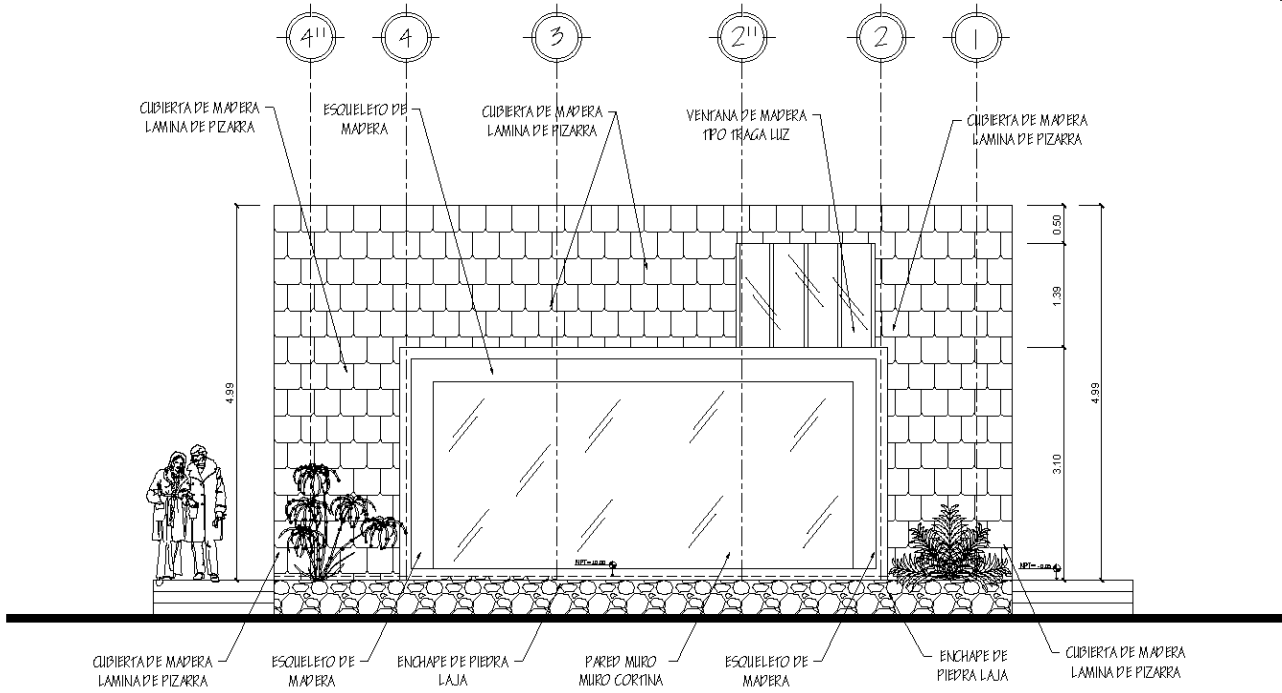 4" 4 3 2" 2 1
CUBIERTA DE MADERA
LAMINA DE PIZARRA
ESQUELETO DE
MADERA
CUBIERTA DE MADERA
LAMINA DE PIZARRA
VENTANA DE MADERA
TIPO TRAGA LUZ
CUBIERTA DE MADERA
LAMINA DE PIZARRA
0.50
1.39
3.10
4.99
4.99
CUBIERTA DE MADERA
LAMINA DE PIZARRA
ESQUELETO DE
MADERA
ENCHAPE DE PIEDRA
LAJA
PARED MURO
MURO CORTINA
ESQUELETO DE
MADERA
ENCHAPE DE
PIEDRA LAJA
CUBIERTA DE MADERA
LAMINA DE PIZARRA